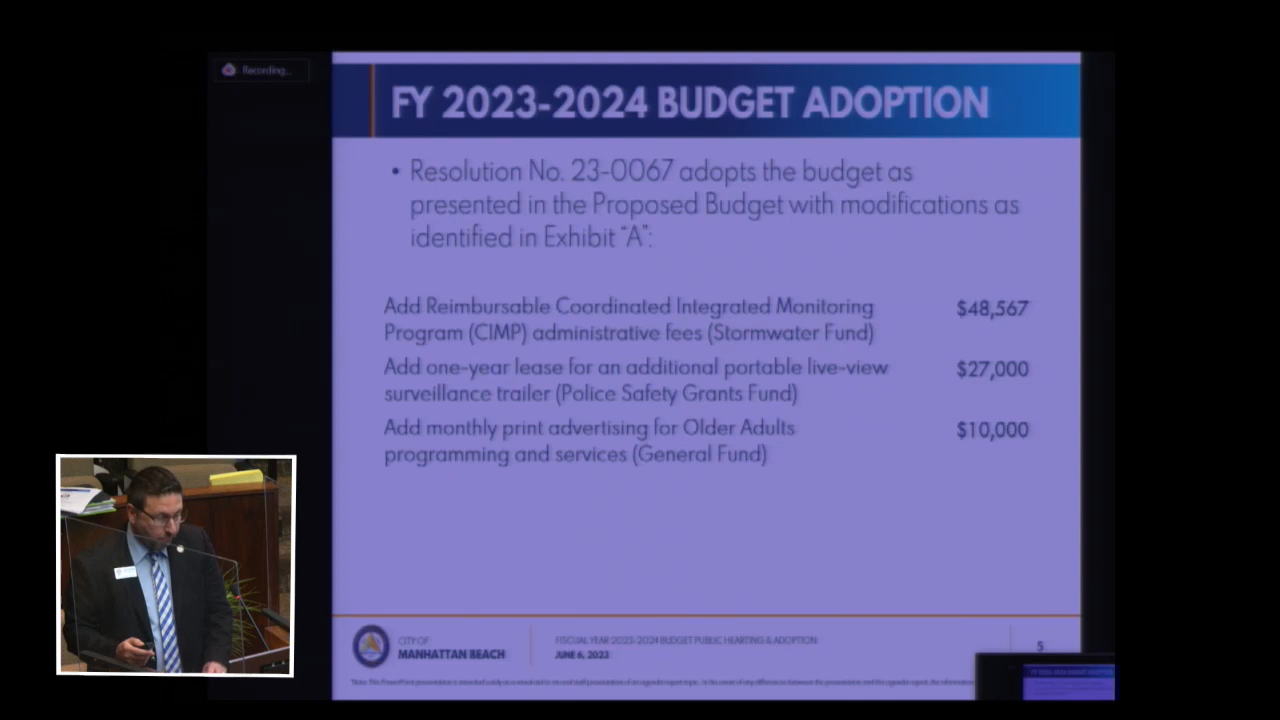 Recording...
FY 2023-2024 BUDGET ADOPTION
• Resolution No. 23-0067 adopts the budget as
presented in the Proposed Budget with modifications as
identified in Exhibit “A”:
Add Reimbursable Coordinated Integrated Monitoring $48,567
Program (CIMP) administrative fees (Stormwater Fund)
Add one-year lease for an additional portable live-view $27,000
surveillance trailer (Police Safety Grants Fund)
Add monthly print advertising for Older Adults $10,000
programming and services (General Fund)
CITY OF
MANHATTAN BEACH
FISCAL YEAR 2023-2024 BUDGET PUBLIC HEARING & ADOPTION
JUNE 6, 2023
5